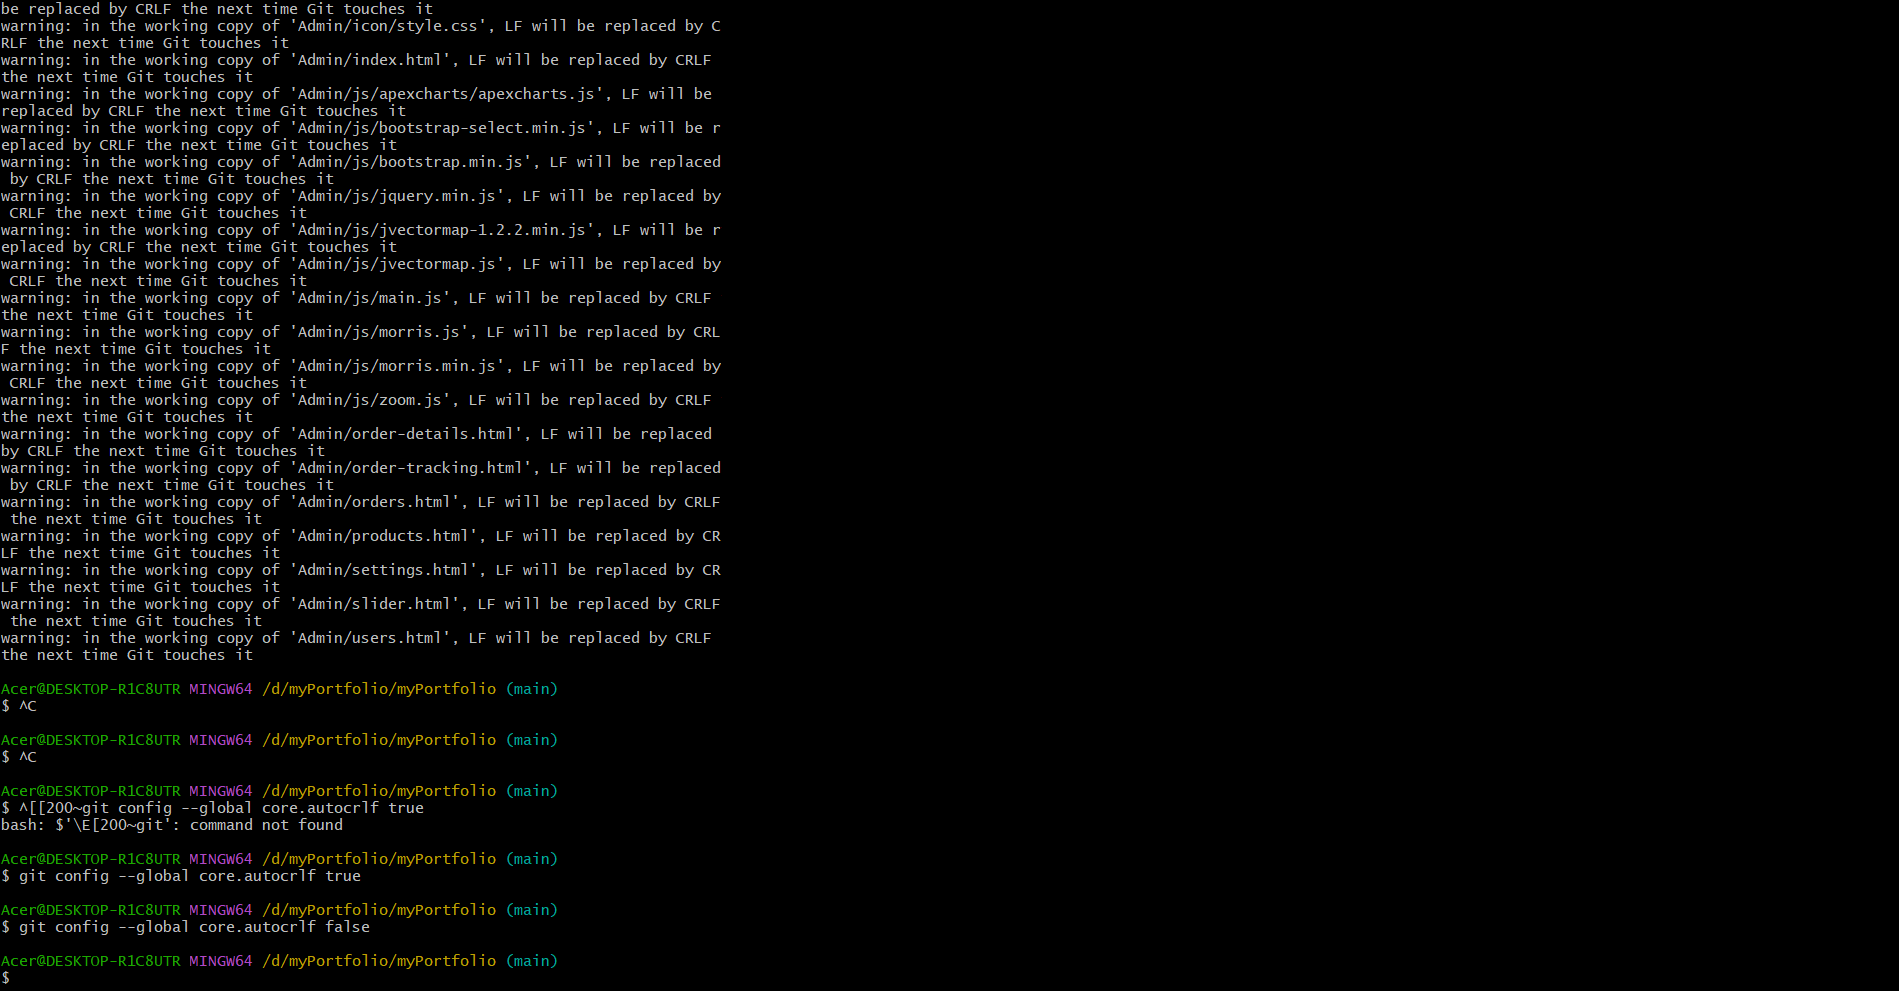 be replaced by CRLF the next time Git touches it
warning: in the working copy of 'Admin/icon/style.css', LF will be replaced by C
RLF the next time Git touches it
warning: in the working copy of 'Admin/index.html', LF will be replaced by CRLF
the next time Git touches it
warning: in the working copy of 'Admin/js/apexcharts/apexcharts.js', LF will be
replaced by CRLF the next time Git touches it
warning: in the working copy of 'Admin/js/bootstrap-select.min.js', LF will be r
eplaced by CRLF the next time Git touches it
warning: in the working copy of 'Admin/js/bootstrap.min.js', LF will be replaced
 by CRLF the next time Git touches it
warning: in the working copy of 'Admin/js/jquery.min.js', LF will be replaced by
 CRLF the next time Git touches it
warning: in the working copy of 'Admin/js/jvectormap-1.2.2.min.js', LF will be r
eplaced by CRLF the next time Git touches it
warning: in the working copy of 'Admin/js/jvectormap.js', LF will be replaced by
 CRLF the next time Git touches it
warning: in the working copy of 'Admin/js/main.js', LF will be replaced by CRLF
the next time Git touches it
warning: in the working copy of 'Admin/js/morris.js', LF will be replaced by CRL
F the next time Git touches it
warning: in the working copy of 'Admin/js/morris.min.js', LF will be replaced by
 CRLF the next time Git touches it
warning: in the working copy of 'Admin/js/zoom.js', LF will be replaced by CRLF
the next time Git touches it
warning: in the working copy of 'Admin/order-details.html', LF will be replaced
by CRLF the next time Git touches it
warning: in the working copy of 'Admin/order-tracking.html', LF will be replaced
 by CRLF the next time Git touches it
warning: in the working copy of 'Admin/orders.html', LF will be replaced by CRLF
 the next time Git touches it
warning: in the working copy of 'Admin/products.html', LF will be replaced by CR
LF the next time Git touches it
warning: in the working copy of 'Admin/settings.html', LF will be replaced by CR
LF the next time Git touches it
warning: in the working copy of 'Admin/slider.html', LF will be replaced by CRLF
 the next time Git touches it
warning: in the working copy of 'Admin/users.html', LF will be replaced by CRLF
the next time Git touches it

Acer@DESKTOP-R1C8UTR MINGW64 /d/myPortfolio/myPortfolio (main)
$ ^C

Acer@DESKTOP-R1C8UTR MINGW64 /d/myPortfolio/myPortfolio (main)
$ ^C

Acer@DESKTOP-R1C8UTR MINGW64 /d/myPortfolio/myPortfolio (main)
$ ^[[200~git config --global core.autocrlf true
bash: $'\E[200~git': command not found

Acer@DESKTOP-R1C8UTR MINGW64 /d/myPortfolio/myPortfolio (main)
$ git config --global core.autocrlf true

Acer@DESKTOP-R1C8UTR MINGW64 /d/myPortfolio/myPortfolio (main)
$ git config --global core.autocrlf false

Acer@DESKTOP-R1C8UTR MINGW64 /d/myPortfolio/myPortfolio (main)
$